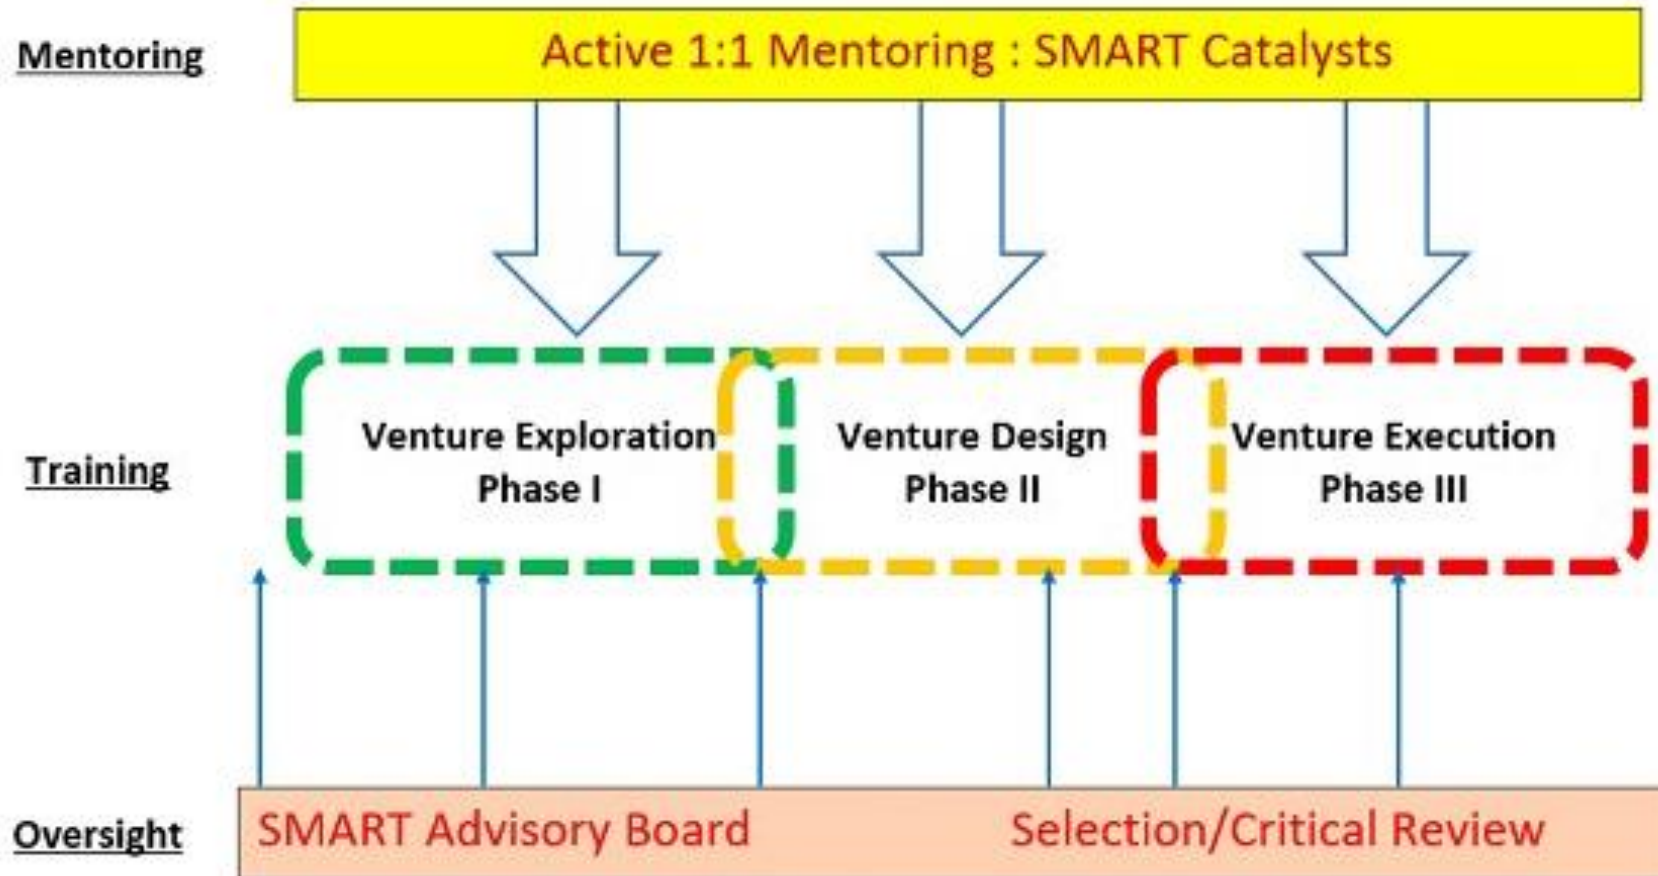 Mentoring
Active 1:1 Mentoring : SMART Catalysts
Training
Venture Exploration
Phase I
Venture Design
Phase II
Venture Execution
Phase III
Oversight
SMART Advisory Board
Selection/Critical Review